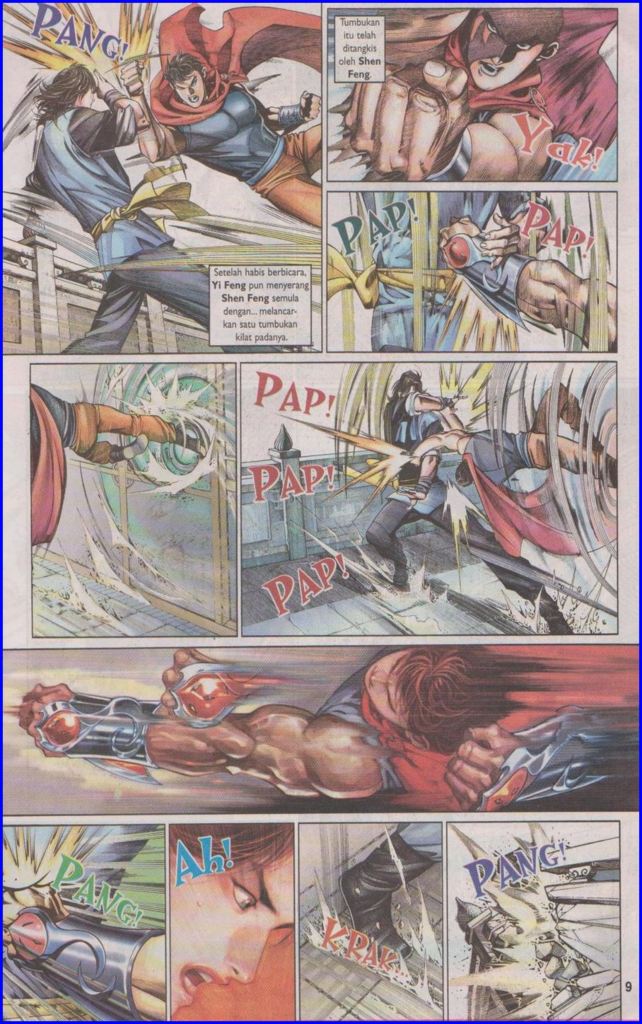 PANG!
Setelah habis berbicara,
Yi Feng pun menyerang
Shen Feng semula
dengan... melancar-
kan satu tumbukan
kilat padanya.
Tumbukan
itu telah
ditangkis
oleh Shen
Feng.
Yak!
PAP!
PAP!
PAP!
PAP!
PAP!
PANG!
Ah!
KRAK!
PANG!
9